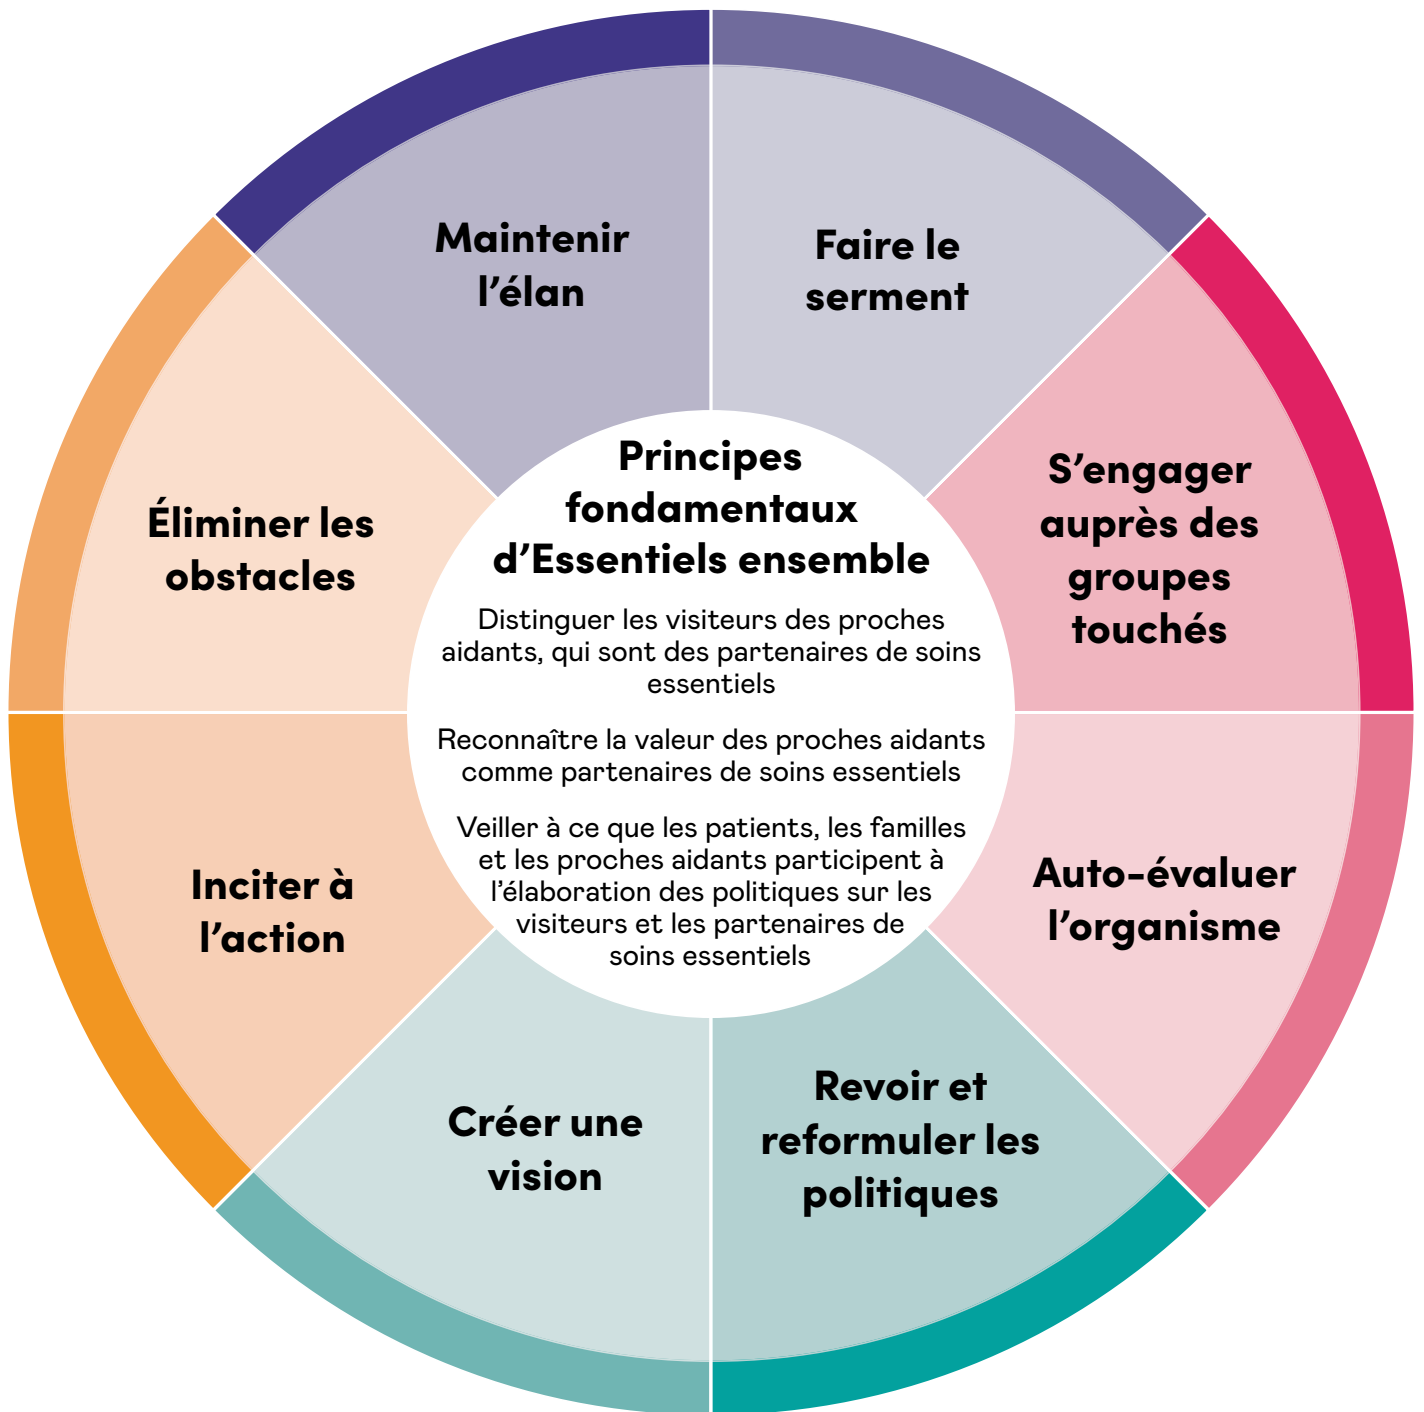 Maintenir
l’élan
Faire le
serment
S’engager
auprès des
groupes
touchés
Auto-évaluer
l’organisme
Revoir et
reformuler les
politiques
Créer une
vision
Inciter à
l’action
Éliminer les
obstacles
Principes
fondamentaux
d’Essentiels ensemble
Distinguer les visiteurs des proches
aidants, qui sont des partenaires de soins
essentiels
Reconnaître la valeur des proches aidants
comme partenaires de soins essentiels
Veiller à ce que les patients, les familles
et les proches aidants participent à
l’élaboration des politiques sur les
visiteurs et les partenaires de
soins essentiels